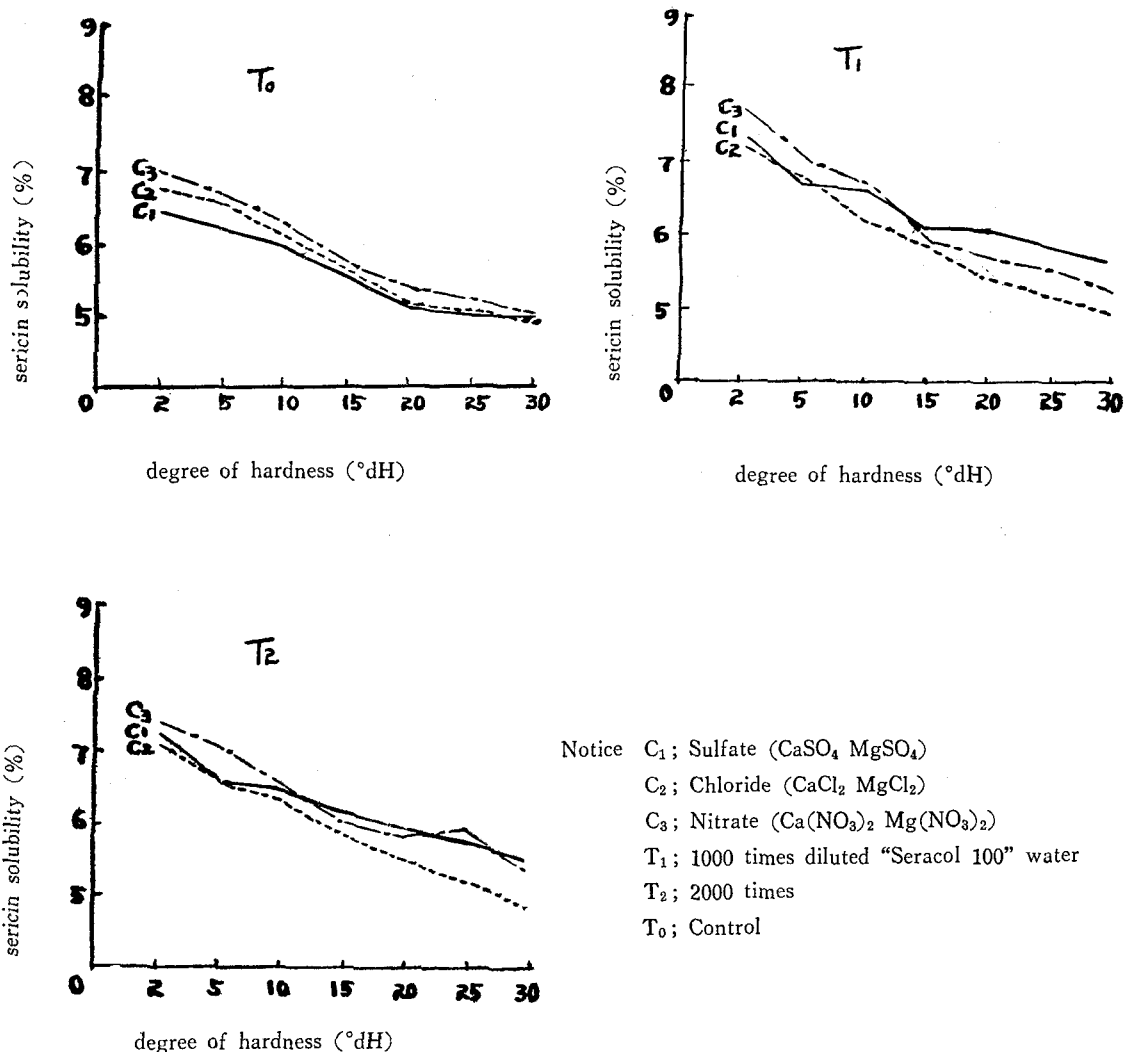 T0
sericin solubility (%)
9
8
7
6
5
0
C3
C2
C1
2 5 10 15 20 25 30
degree of hardness (°dH)
T1
sericin solubility (%)
9
8
7
6
5
0
C3
C1
C2
2 5 10 15 20 25 30
degree of hardness (°dH)
T2
sericin solubility (%)
9
8
7
6
5
0
C3
C1
C2
2 5 10 15 20 25 30
degree of hardness (°dH)
Notice C₁; Sulfate (CaSO₄ MgSO₄)
C₂; Chloride (CaCl₂ MgCl₂)
C₃; Nitrate (Ca(NO₃)₂ Mg(NO₃)₂)
T₁; 1000 times diluted “Seracol 100” water
T₂; 2000 times
T₀; Control